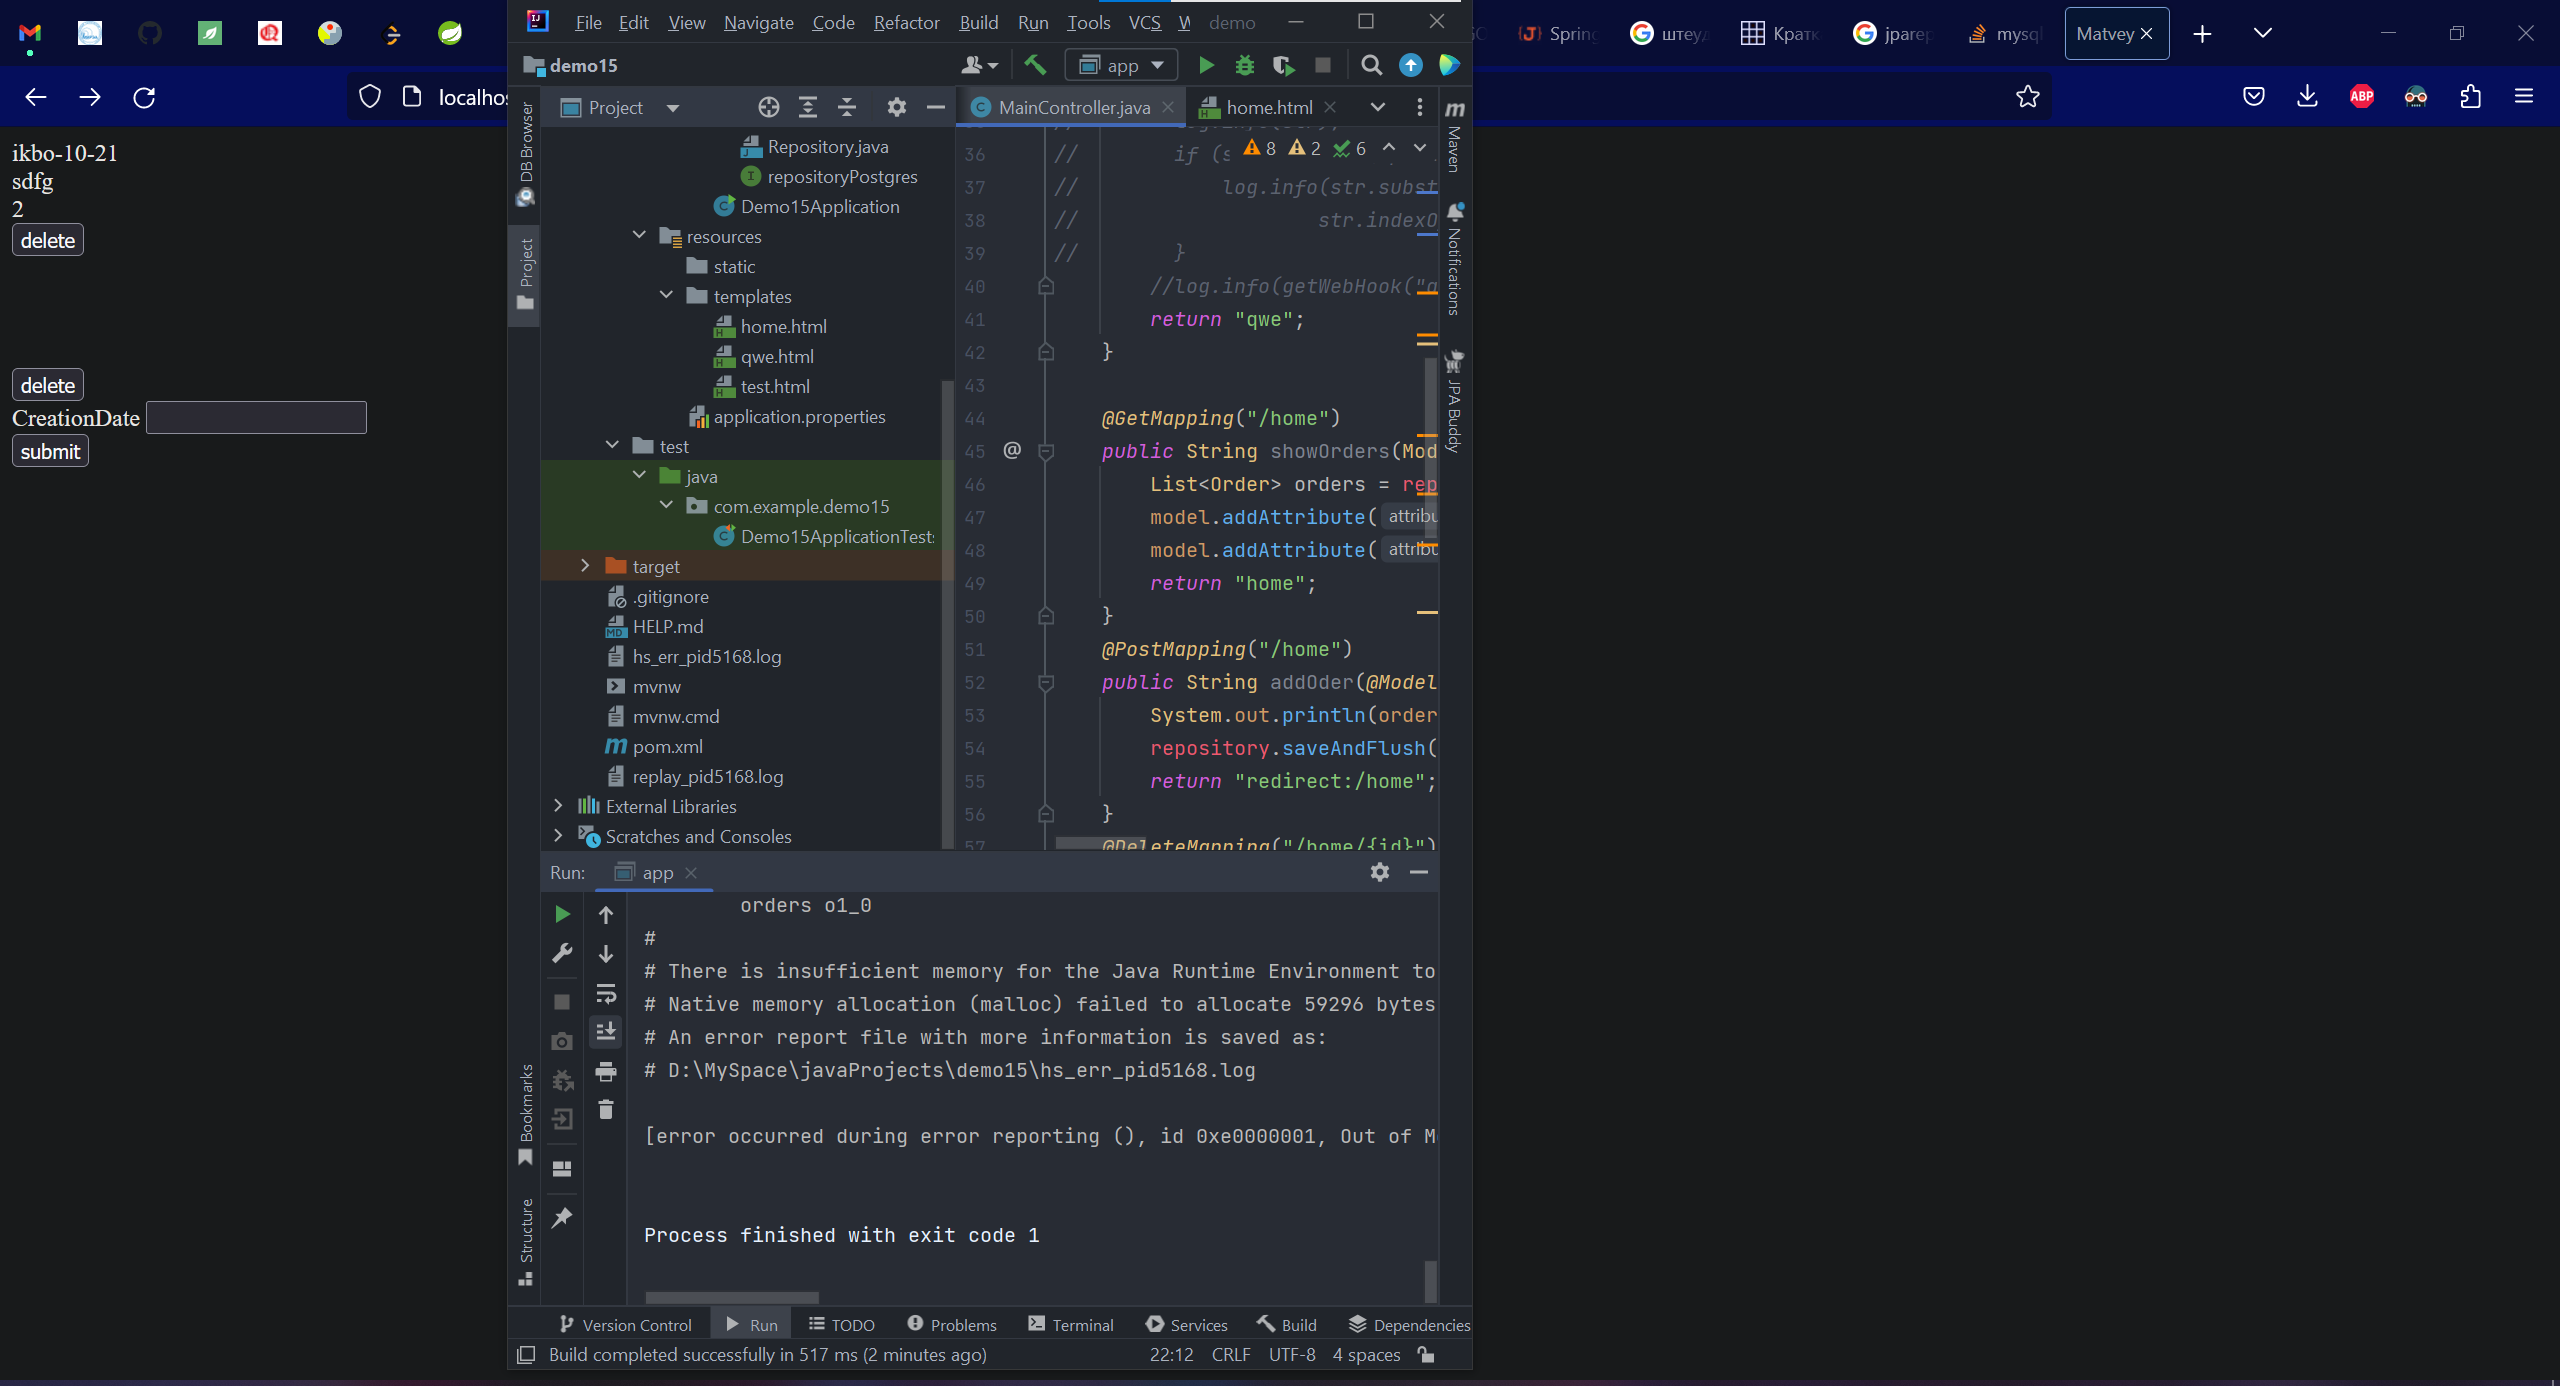 File Edit View Navigate Code Refactor Build Run Tools VCS W demo
Spring
штеу
Кратк
jparep
mysql
Matvey
demo15
app
localhos
ABP
ikbo-10-21
sdfg
2
delete
delete
CreationDate
submit
DB Browser
Project
Bookmarks
Structure
Project
Repository.java
repositoryPostgres
Demo15Application
resources
static
templates
home.html
qwe.html
test.html
application.properties
test
java
com.example.demo15
Demo15ApplicationTests
target
.gitignore
HELP.md
hs_err_pid5168.log
mvnw
mvnw.cmd
pom.xml
replay_pid5168.log
External Libraries
Scratches and Consoles
MainController.java home.html
8 2 6
36 // if (s
37 // log.info(str.subst
38 // str.indexO
39 // }
40 //log.info(getWebHook("q
41 return "qwe";
42 }
43
44 @GetMapping("/home")
45 public String showOrders(Mod
46 List<Order> orders = rep
47 model.addAttribute( attribu
48 model.addAttribute( attribu
49 return "home";
50 }
51 @PostMapping("/home")
52 public String addOder(@Model
53 System.out.println(order
54 repository.saveAndFlush(
55 return "redirect:/home";
56 }
57 @DeleteMapping("/home/{id}")
Maven
Notifications
JPA Buddy
Run: app
orders o1_0
#
# There is insufficient memory for the Java Runtime Environment to
# Native memory allocation (malloc) failed to allocate 59296 bytes
# An error report file with more information is saved as:
# D:\MySpace\javaProjects\demo15\hs_err_pid5168.log
[error occurred during error reporting (), id 0xe0000001, Out of M
Process finished with exit code 1
Version Control Run TODO Problems Terminal Services Build Dependencies
Build completed successfully in 517 ms (2 minutes ago) 22:12 CRLF UTF-8 4 spaces